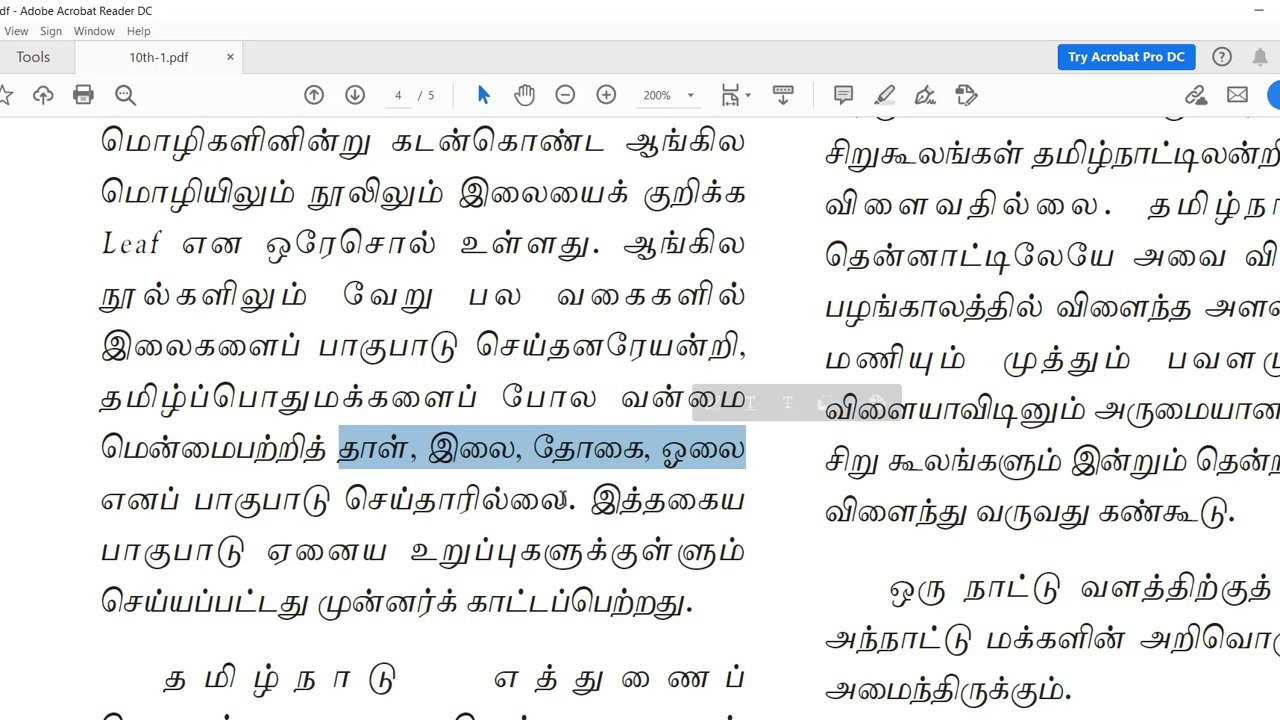 df - Adobe Acrobat Reader DC
View Sign Window Help
Tools 10th-1.pdf × Try Acrobat Pro DC
4 / 5 200%
மொழிகளினின்று கடன்கொண்ட ஆங்கில
மொழியிலும் நூலிலும் இலையைக் குறிக்க
Leaf என ஒரேசொல் உள்ளது. ஆங்கில
நூல்களிலும் வேறு பல வகைகளில்
இலைகளைப் பாகுபாடு செய்தனரேயன்றி,
தமிழ்ப்பொதுமக்களைப் போல வன்மை
மென்மைபற்றித் தாள், இலை, தோகை, ஓலை
எனப் பாகுபாடு செய்தாரில்லை. இத்தகைய
பாகுபாடு ஏனைய உறுப்புகளுக்குள்ளும்
செய்யப்பட்டது முன்னர்க் காட்டப்பெற்றது.
தமிழ்நாடு எத்துணைப்
சிறுகூலங்கள் தமிழ்நாட்டிலன்றி
விளைவதில்லை. தமிழ்நா
தென்னாட்டிலேயே அவை வி
பழங்காலத்தில் விளைந்த அள
மணியும் முத்தும் பவளமு
விளையாவிடினும் அருமையான
சிறு கூலங்களும் இன்றும் தென்
விளைந்து வருவது கண்கூடு.
ஒரு நாட்டு வளத்திற்குத்
அந்நாட்டு மக்களின் அறிவொ
அமைந்திருக்கும்.